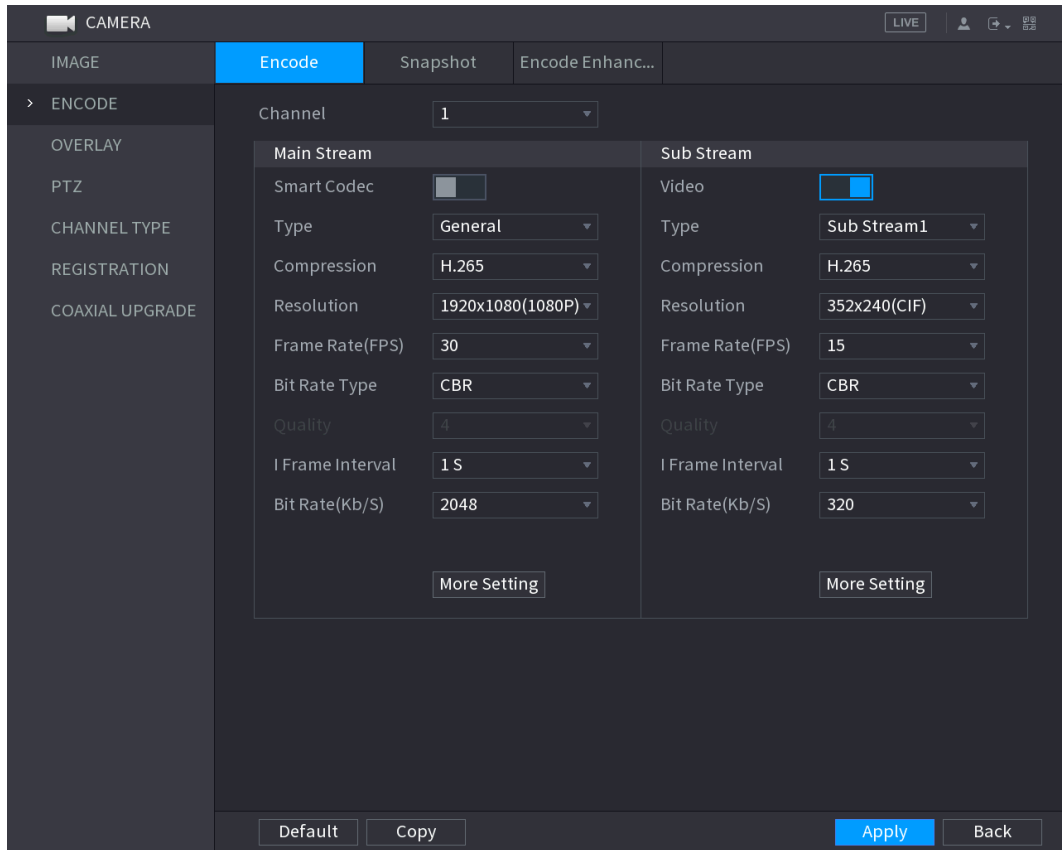 CAMERA LIVE
IMAGE
ENCODE
OVERLAY
PTZ
CHANNEL TYPE
REGISTRATION
COAXIAL UPGRADE
Encode Snapshot Encode Enhanc...
Channel 1
Main Stream Sub Stream
Smart Codec Video
Type General Type Sub Stream1
Compression H.265 Compression H.265
Resolution 1920x1080(1080P) Resolution 352x240(CIF)
Frame Rate(FPS) 30 Frame Rate(FPS) 15
Bit Rate Type CBR Bit Rate Type CBR
Quality 4 Quality 4
I Frame Interval 1 S I Frame Interval 1 S
Bit Rate(Kb/S) 2048 Bit Rate(Kb/S) 320
More Setting More Setting
Default Copy Apply Back